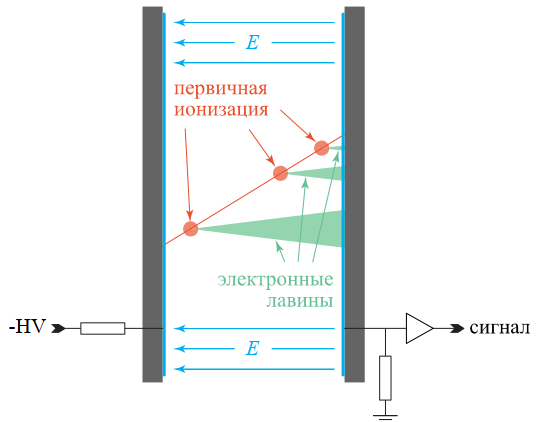 E
первичная
ионизация
электронные
лавины
-HV
сигнал
E